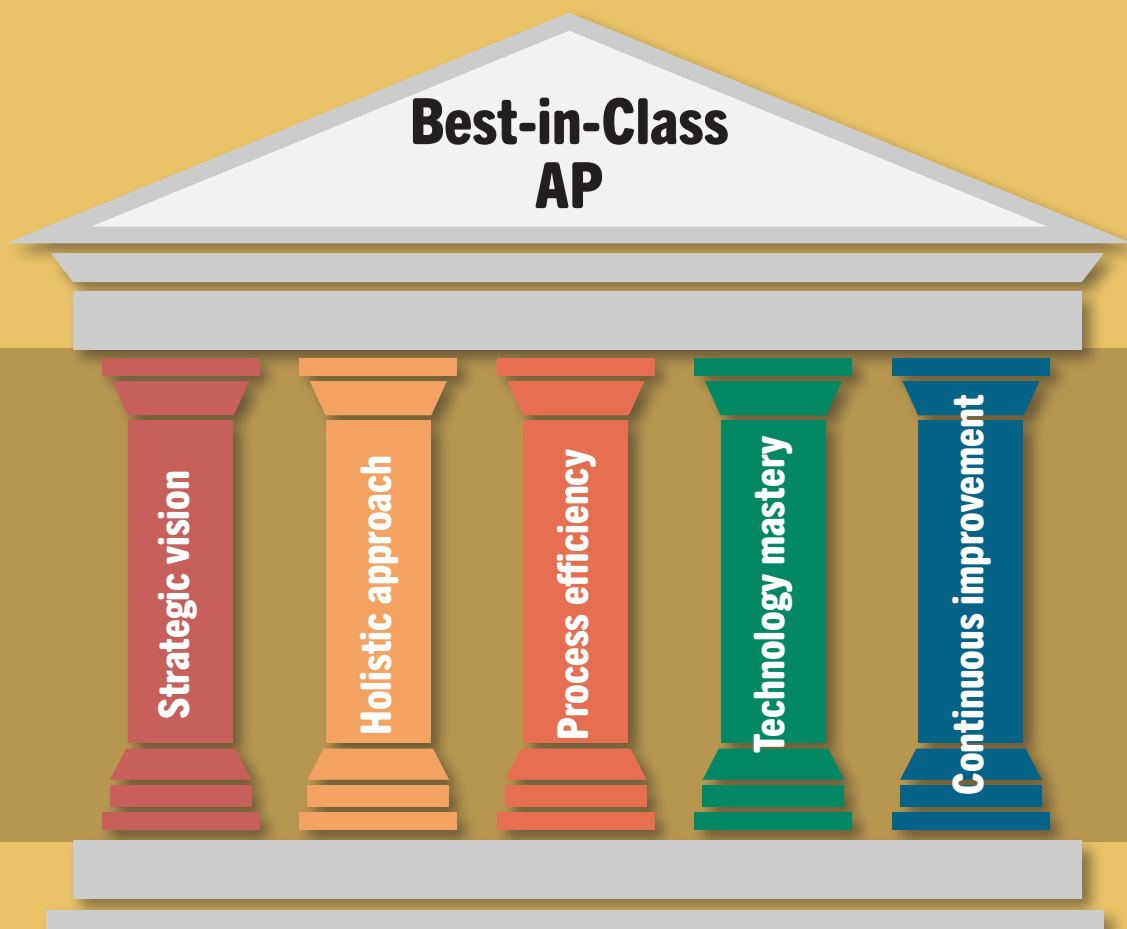 Best-in-Class
AP
Strategic vision
Holistic approach
Process efficiency
Technology mastery
Continuous improvement